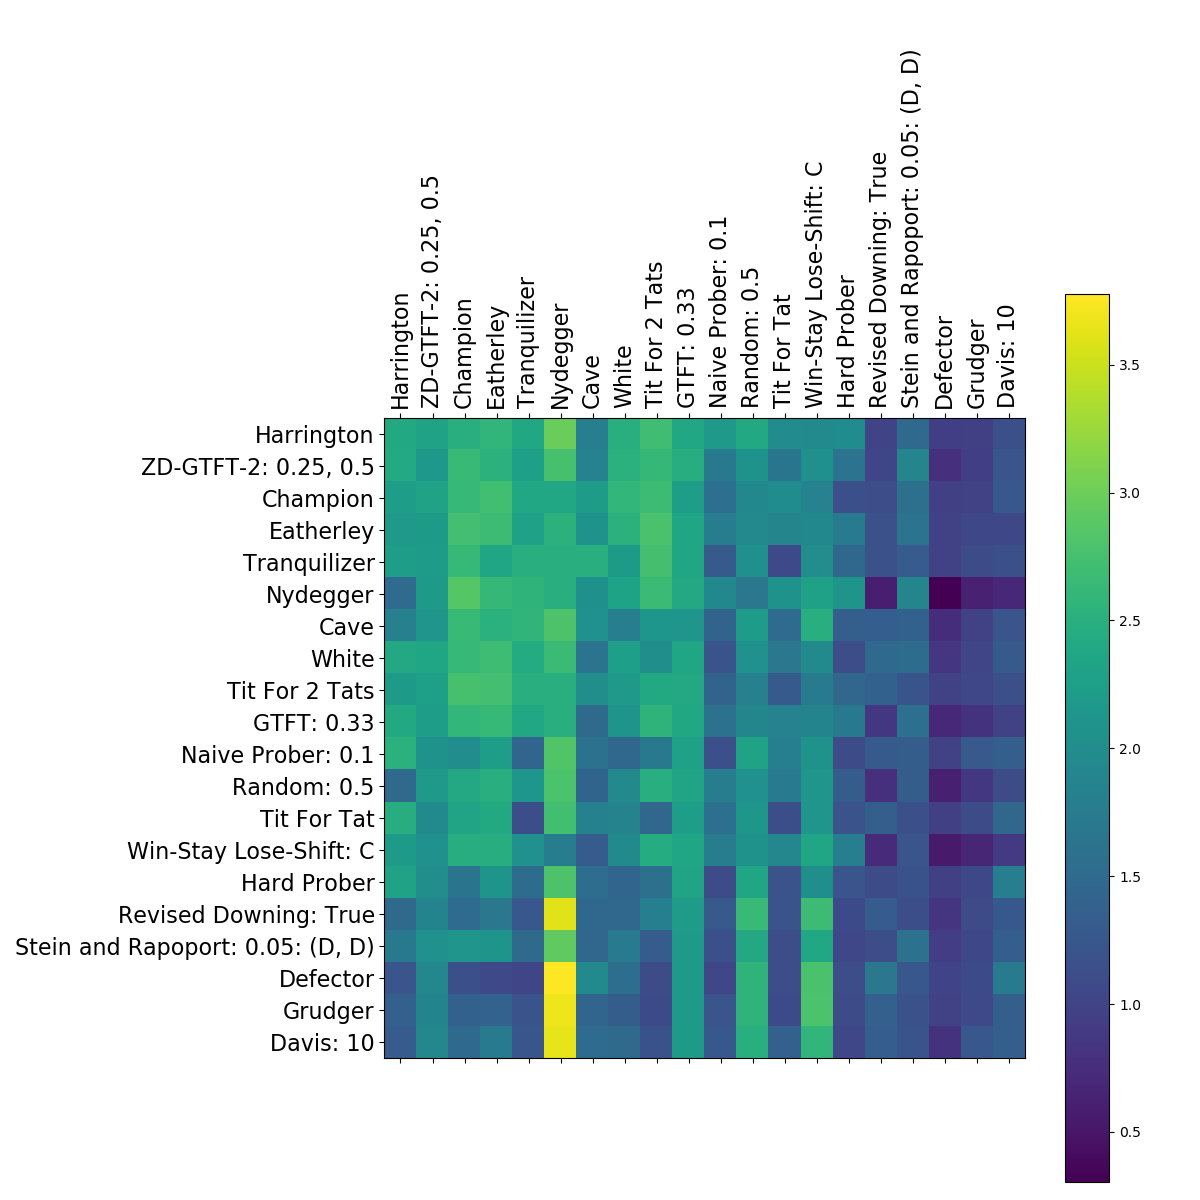 Harrington
ZD-GTFT-2: 0.25, 0.5
Champion
Eatherley
Tranquilizer
Nydegger
Cave
White
Tit For 2 Tats
GTFT: 0.33
Naive Prober: 0.1
Random: 0.5
Tit For Tat
Win-Stay Lose-Shift: C
Hard Prober
Revised Downing: True
Stein and Rapoport: 0.05: (D, D)
Defector
Grudger
Davis: 10
Harrington
ZD-GTFT-2: 0.25, 0.5
Champion
Eatherley
Tranquilizer
Nydegger
Cave
White
Tit For 2 Tats
GTFT: 0.33
Naive Prober: 0.1
Random: 0.5
Tit For Tat
Win-Stay Lose-Shift: C
Hard Prober
Revised Downing: True
Stein and Rapoport: 0.05: (D, D)
Defector
Grudger
Davis: 10
3.5
3.0
2.5
2.0
1.5
1.0
0.5